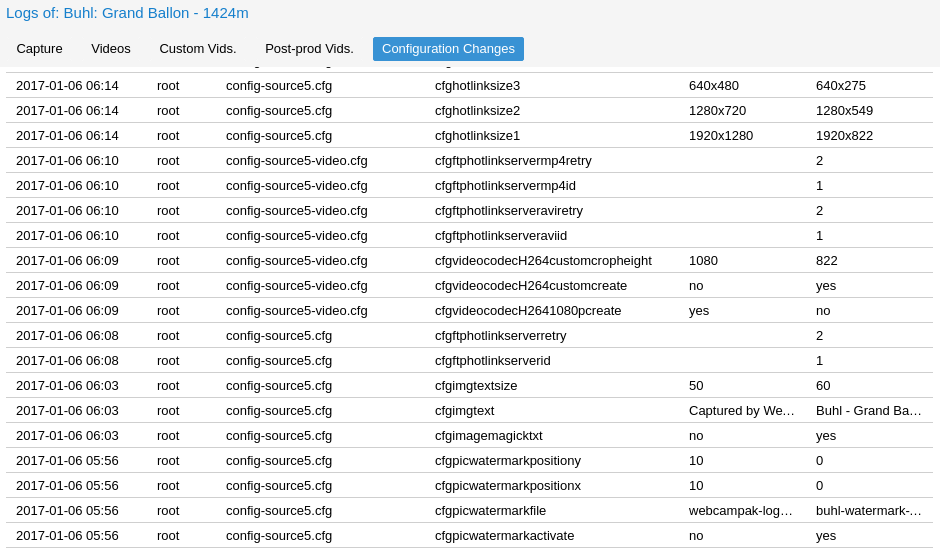 Logs of: Buhl: Grand Ballon - 1424m
Capture Videos Custom Vids. Post-prod Vids. Configuration Changes
2017-01-06 06:14 root config-source5.cfg cfghotlinksize3 640x480 640x275
2017-01-06 06:14 root config-source5.cfg cfghotlinksize2 1280x720 1280x549
2017-01-06 06:14 root config-source5.cfg cfghotlinksize1 1920x1280 1920x822
2017-01-06 06:10 root config-source5-video.cfg cfgftphotlinkservermp4retry 2
2017-01-06 06:10 root config-source5-video.cfg cfgftphotlinkservermp4id 1
2017-01-06 06:10 root config-source5-video.cfg cfgftphotlinkserveraviretry 2
2017-01-06 06:10 root config-source5-video.cfg cfgftphotlinkserveraviid 1
2017-01-06 06:09 root config-source5-video.cfg cfgvideocodecH264customcropheight 1080 822
2017-01-06 06:09 root config-source5-video.cfg cfgvideocodecH264customcreate no yes
2017-01-06 06:09 root config-source5-video.cfg cfgvideocodecH2641080pcreate yes no
2017-01-06 06:08 root config-source5.cfg cfgftphotlinkserverretry 2
2017-01-06 06:08 root config-source5.cfg cfgftphotlinkserverid 1
2017-01-06 06:03 root config-source5.cfg cfgimgtextsize 50 60
2017-01-06 06:03 root config-source5.cfg cfgimgtext Captured by We… Buhl - Grand Ba…
2017-01-06 06:03 root config-source5.cfg cfgimagemagicktxt no yes
2017-01-06 05:56 root config-source5.cfg cfgpicwatermarkpositiony 10 0
2017-01-06 05:56 root config-source5.cfg cfgpicwatermarkpositionx 10 0
2017-01-06 05:56 root config-source5.cfg cfgpicwatermarkfile webcampak-log… buhl-watermark-…
2017-01-06 05:56 root config-source5.cfg cfgpicwatermarkactivate no yes